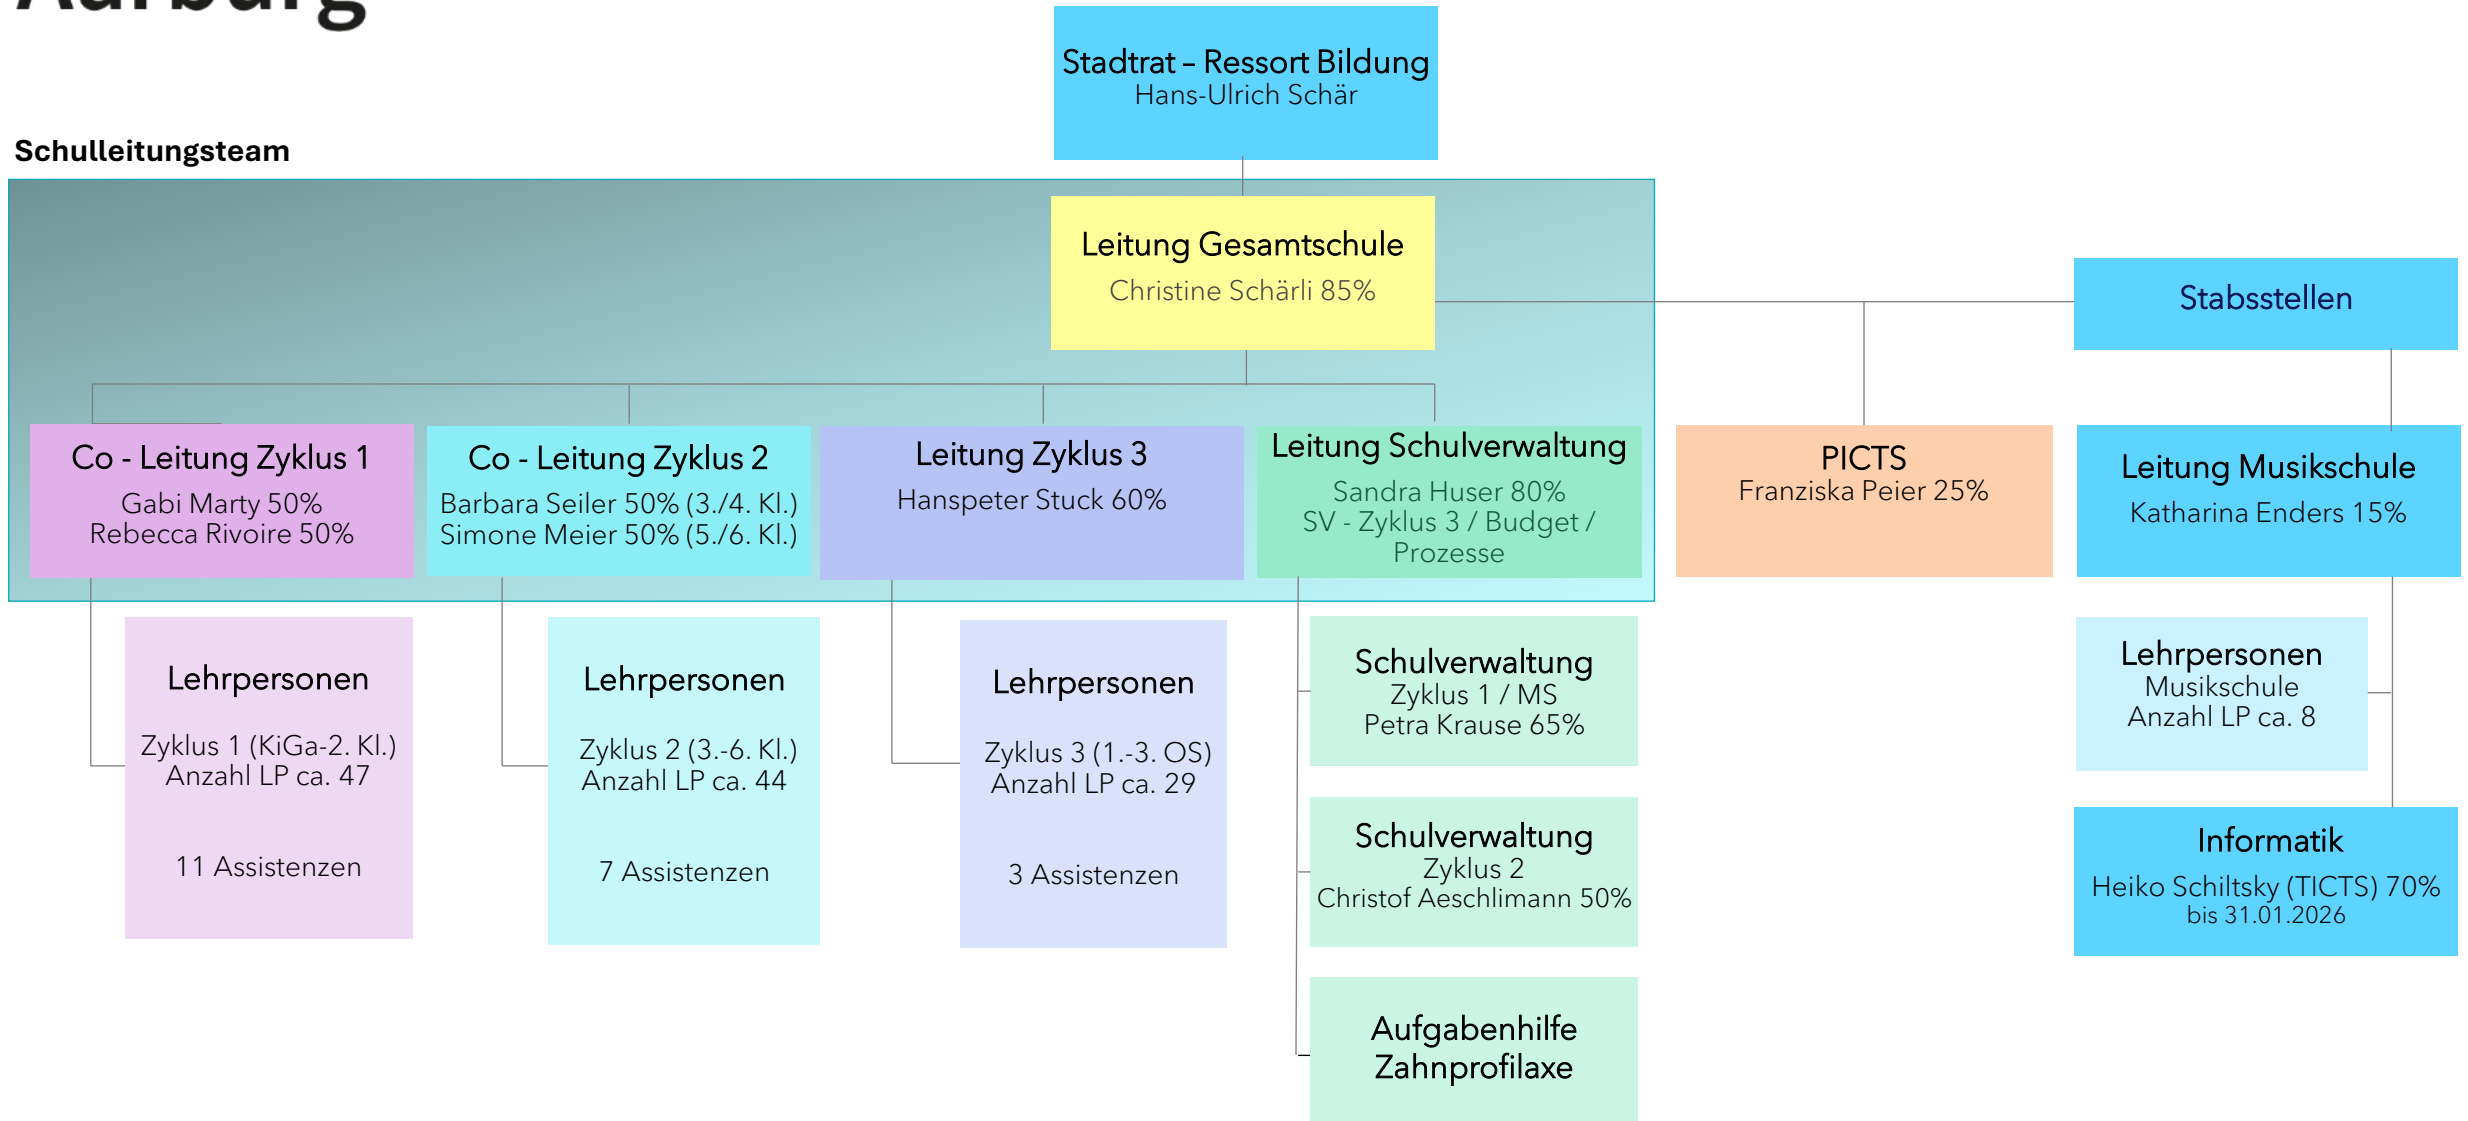 Aarburg
Stadtrat – Ressort Bildung
Hans-Ulrich Schär
Schulleitungsteam
Leitung Gesamtschule
Christine Schärli 85%
Stabsstellen
Co - Leitung Zyklus 1
Gabi Marty 50%
Rebecca Rivoire 50%
Co - Leitung Zyklus 2
Barbara Seiler 50% (3./4. Kl.)
Simone Meier 50% (5./6. Kl.)
Leitung Zyklus 3
Hanspeter Stuck 60%
Leitung Schulverwaltung
Sandra Huser 80%
SV - Zyklus 3 / Budget /
Prozesse
PICTS
Franziska Peier 25%
Leitung Musikschule
Katharina Enders 15%
Lehrpersonen
Zyklus 1 (KiGa-2. Kl.)
Anzahl LP ca. 47
11 Assistenzen
Lehrpersonen
Zyklus 2 (3.-6. Kl.)
Anzahl LP ca. 44
7 Assistenzen
Lehrpersonen
Zyklus 3 (1.-3. OS)
Anzahl LP ca. 29
3 Assistenzen
Schulverwaltung
Zyklus 1 / MS
Petra Krause 65%
Schulverwaltung
Zyklus 2
Christof Aeschlimann 50%
Aufgabenhilfe
Zahnprofilaxe
Lehrpersonen
Musikschule
Anzahl LP ca. 8
Informatik
Heiko Schiltsky (TICTS) 70%
bis 31.01.2026